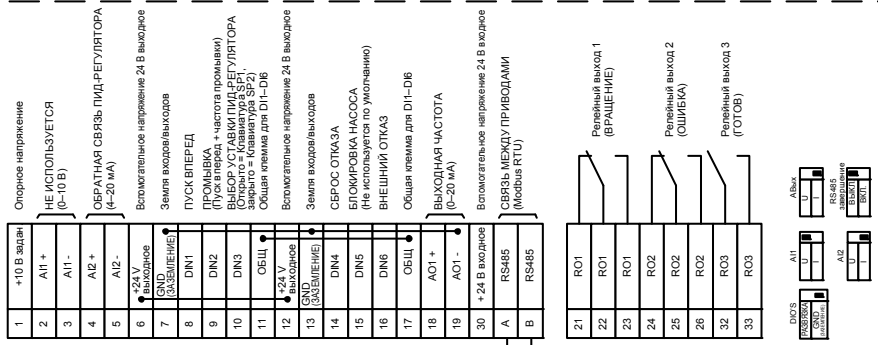 1 +10 В задан Опорное напряжение
2 AI1 + НЕ ИСПОЛЬЗУЕТСЯ
3 AI1 - (0–10 В)
4 AI2 + ОБРАТНАЯ СВЯЗЬ ПИД-РЕГУЛЯТОРА
5 AI2 - (4–20 мА)
6 +24 V выходное Вспомогательное напряжение 24 В выходное
7 GND (ЗАЗЕМЛЕНИЕ) Земля входов/выходов
8 DIN1 ПУСК ВПЕРЕД
9 DIN2 ПРОМЫВКА
(Пуск вперед + частота промывки)
10 DIN3 ВЫБОР УСТАВКИ ПИД-РЕГУЛЯТОРА
(Открыто = Клавиатура SP1,
закрыто = Клавиатура SP2)
11 ОБЩ Общая клемма для DI1–DI6
12 +24 V выходное Вспомогательное напряжение 24 В выходное
13 GND (ЗАЗЕМЛЕНИЕ) Земля входов/выходов
14 DIN4 СБРОС ОТКАЗА
15 DIN5 БЛОКИРОВКА НАСОСА
(Не используется по умолчанию)
16 DIN6 ВНЕШНИЙ ОТКАЗ
17 ОБЩ Общая клемма для DI1–DI6
18 AO1 + ВЫХОДНАЯ ЧАСТОТА
19 AO1 - (0–20 мА)
30 +24 В входное Вспомогательное напряжение 24 В входное
A RS485 СВЯЗЬ МЕЖДУ ПРИВОДАМИ
B RS485 (Modbus RTU)
21 RO1
22 RO1 Релейный выход 1
23 RO1 (ВРАЩЕНИЕ)
24 RO2
25 RO2 Релейный выход 2
26 RO2 (ОШИБКА)
32 RO3 Релейный выход 3
33 RO3 (ГОТОВ)
DIO'S
РАЗВЯЗКА
GND
(ЗАЗЕМЛЕНИЕ)
AI1
U
I
AI2
U
I
АВых
U
I
RS485
завершение
ВЫКЛ
ВКЛ.